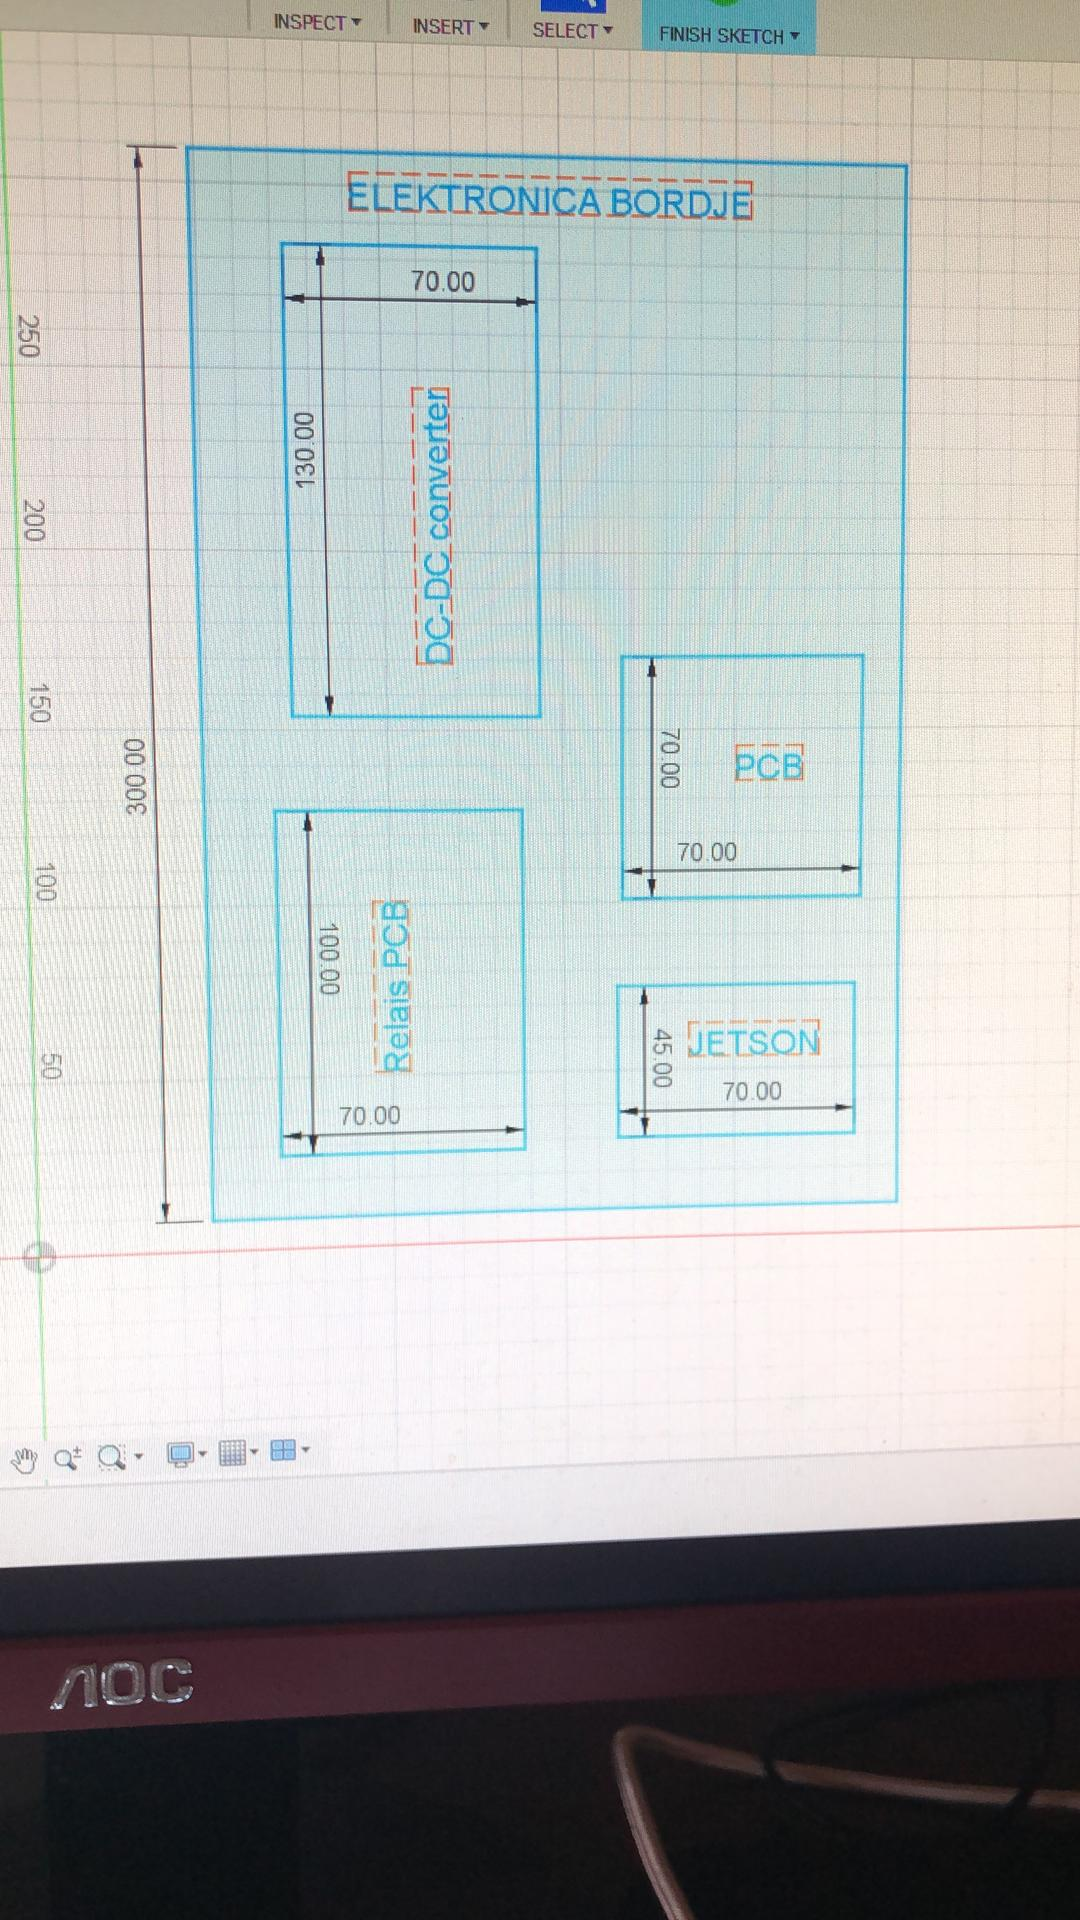 INSPECT
INSERT
SELECT
FINISH SKETCH
ELEKTRONICA BORDJE
70.00
130.00
DC-DC converter
250
200
150
100
50
300.00
70.00
PCB
70.00
100.00
Relais PCB
70.00
45.00
JETSON
70.00
AOC